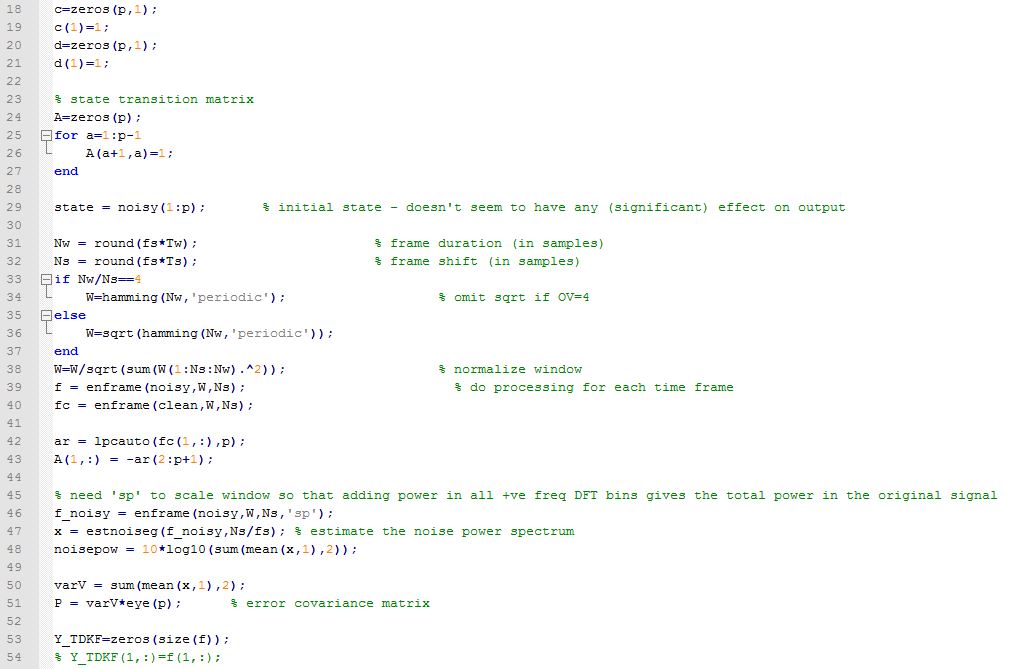 18 c=zeros(p,1);
19 c(1)=1;
20 d=zeros(p,1);
21 d(1)=1;
22
23 % state transition matrix
24 A=zeros(p);
25 for a=1:p-1
26 A(a+1,a)=1;
27 end
28
29 state = noisy(1:p); % initial state - doesn't seem to have any (significant) effect on output
30
31 Nw = round(fs*Tw); % frame duration (in samples)
32 Ns = round(fs*Ts); % frame shift (in samples)
33 if Nw/Ns==4
34 W=hamming(Nw,'periodic'); % omit sqrt if OV=4
35 else
36 W=sqrt(hamming(Nw,'periodic'));
37 end
38 W=W/sqrt(sum(W(1:Ns:Nw).^2)); % normalize window
39 f = enframe(noisy,W,Ns); % do processing for each time frame
40 fc = enframe(clean,W,Ns);
41
42 ar = lpcauto(fc(1,:),p);
43 A(1,:) = -ar(2:p+1);
44
45 % need 'sp' to scale window so that adding power in all +ve freq DFT bins gives the total power in the original signal
46 f_noisy = enframe(noisy,W,Ns,'sp');
47 x = estnoiseg(f_noisy,Ns/fs); % estimate the noise power spectrum
48 noisepow = 10*log10(sum(mean(x,1),2));
49
50 varV = sum(mean(x,1),2);
51 P = varV*eye(p); % error covariance matrix
52
53 Y_TDKF=zeros(size(f));
54 % Y_TDKF(1,:)=f(1,:);